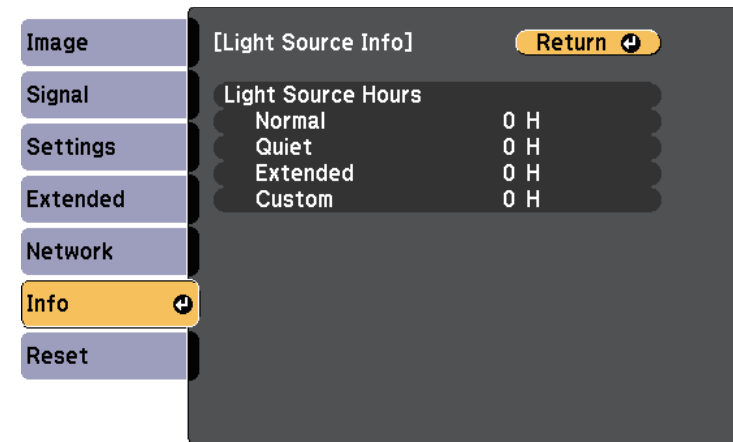 Image
Signal
Settings
Extended
Network
Info
Reset
[Light Source Info] Return
Light Source Hours
Normal 0 H
Quiet 0 H
Extended 0 H
Custom 0 H